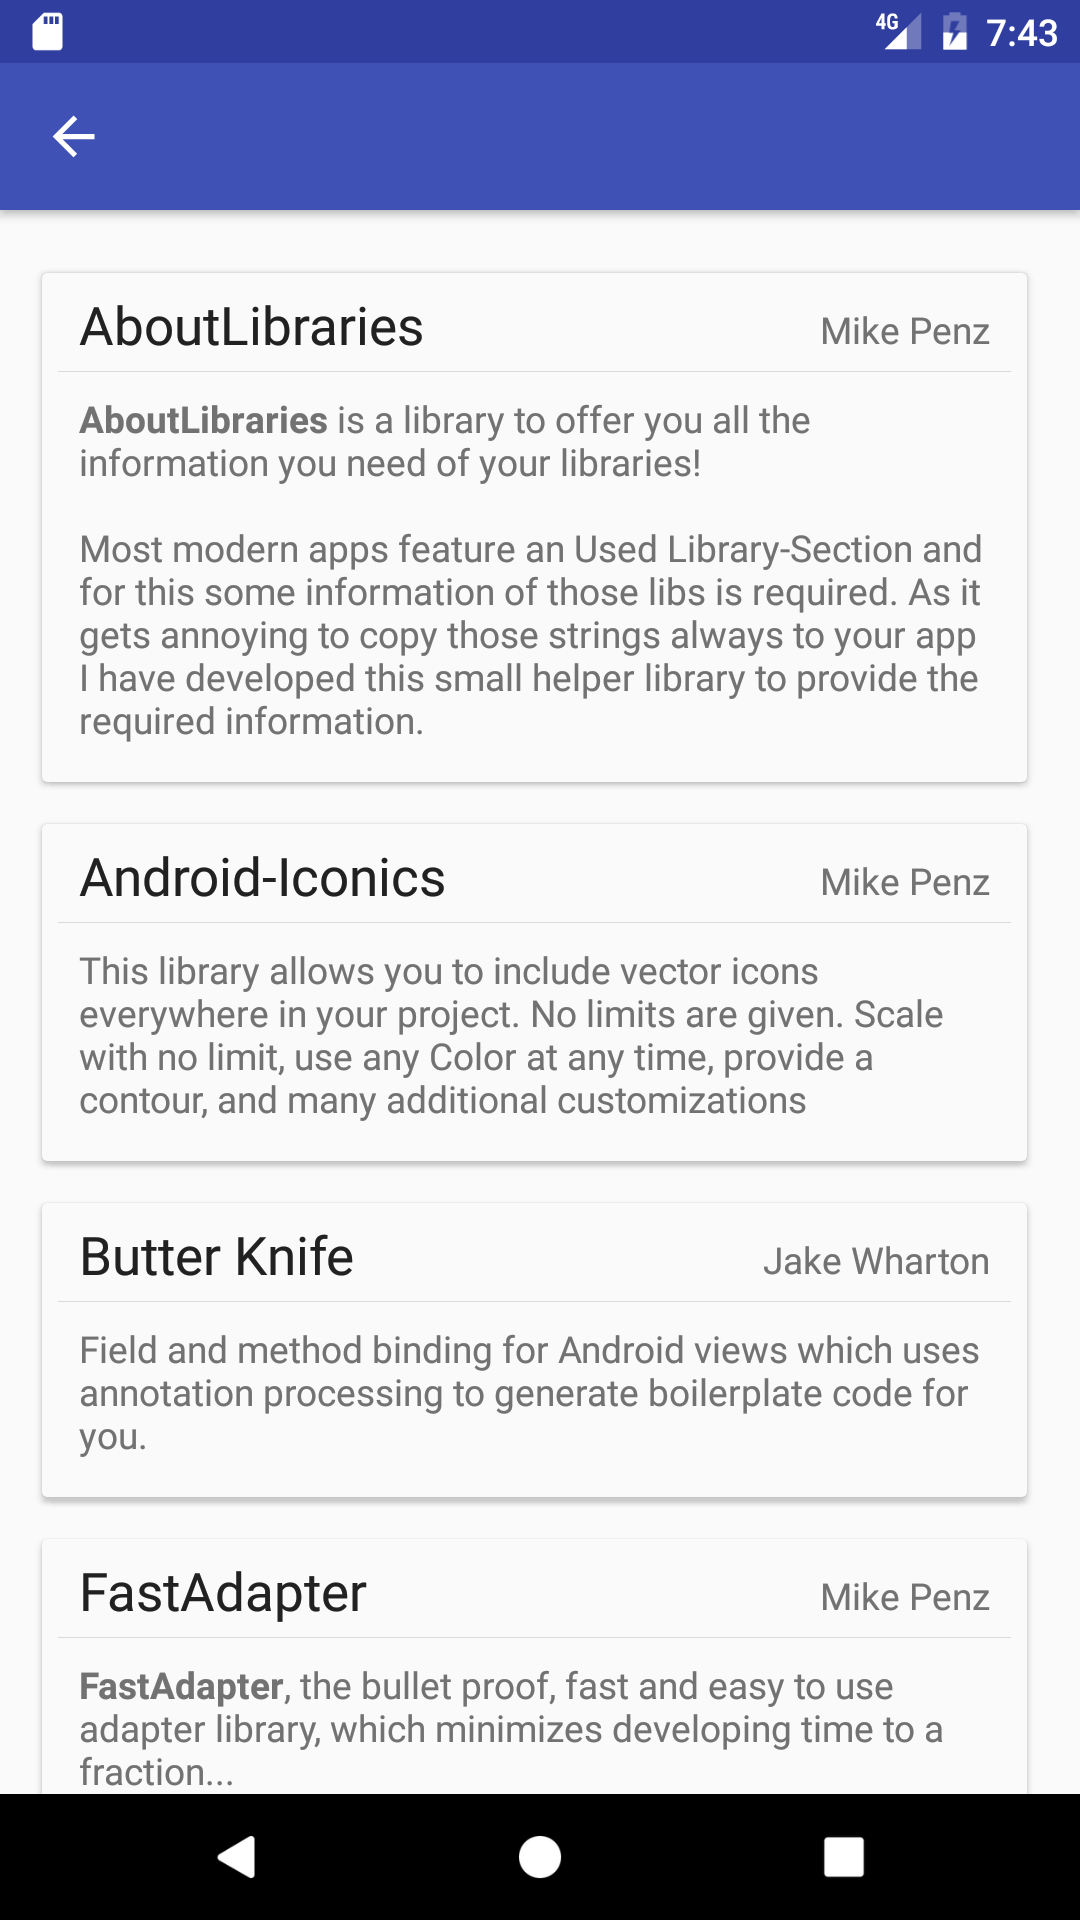 4G 7:43
AboutLibraries Mike Penz
AboutLibraries is a library to offer you all the
information you need of your libraries!
Most modern apps feature an Used Library-Section and
for this some information of those libs is required. As it
gets annoying to copy those strings always to your app
I have developed this small helper library to provide the
required information.
Android-Iconics Mike Penz
This library allows you to include vector icons
everywhere in your project. No limits are given. Scale
with no limit, use any Color at any time, provide a
contour, and many additional customizations
Butter Knife Jake Wharton
Field and method binding for Android views which uses
annotation processing to generate boilerplate code for
you.
FastAdapter Mike Penz
FastAdapter, the bullet proof, fast and easy to use
adapter library, which minimizes developing time to a
fraction...